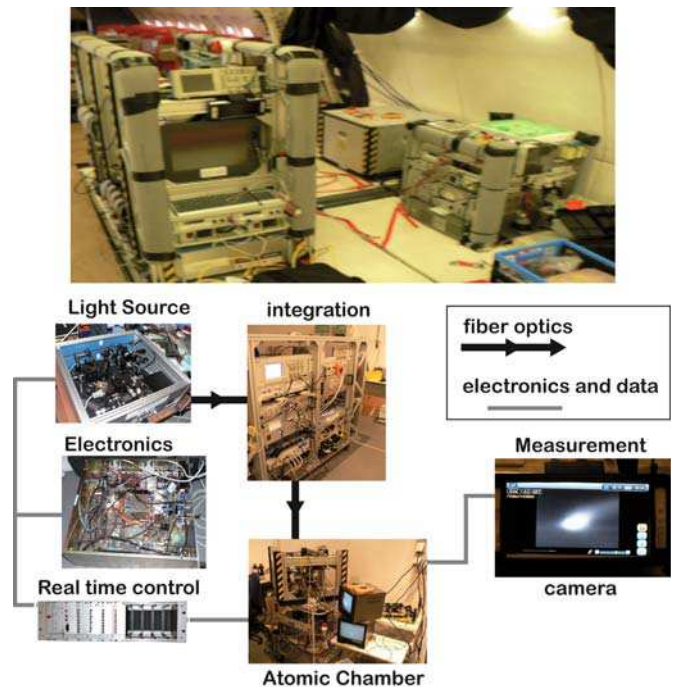 Light Source
integration
fiber optics
electronics and data
Electronics
Measurement
Real time control
camera
Atomic Chamber